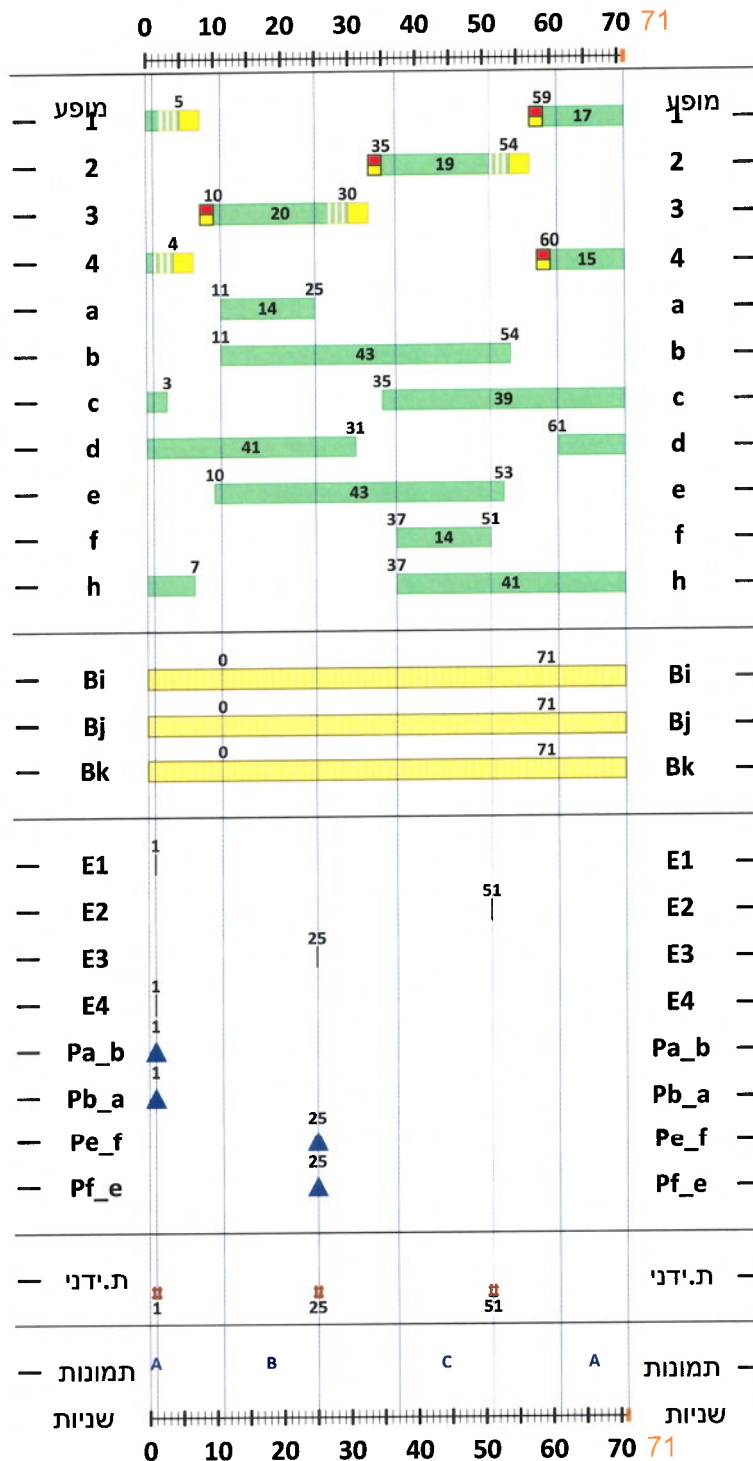 0 10 20 30 40 50 60 70 71
מופע מופע
1 5 59 17 1
2 35 19 54 2
3 10 20 30 3
4 4 60 15 4
a 11 14 25 a
b 11 43 54 b
c 3 35 39 c
d 41 31 61 d
e 10 43 53 e
f 37 14 51 f
h 7 37 41 h
Bi 0 71 Bi
Bj 0 71 Bj
Bk 0 71 Bk
E1 1 E1
E2 51 E2
E3 25 E3
E4 1 E4
Pa_b 1 Pa_b
Pb_a 1 Pb_a
Pe_f 25 Pe_f
Pf_e 25 Pf_e
ת.ידני 1 25 51 ת.ידני
תמונות A B C A תמונות
שניות שניות
0 10 20 30 40 50 60 70 71